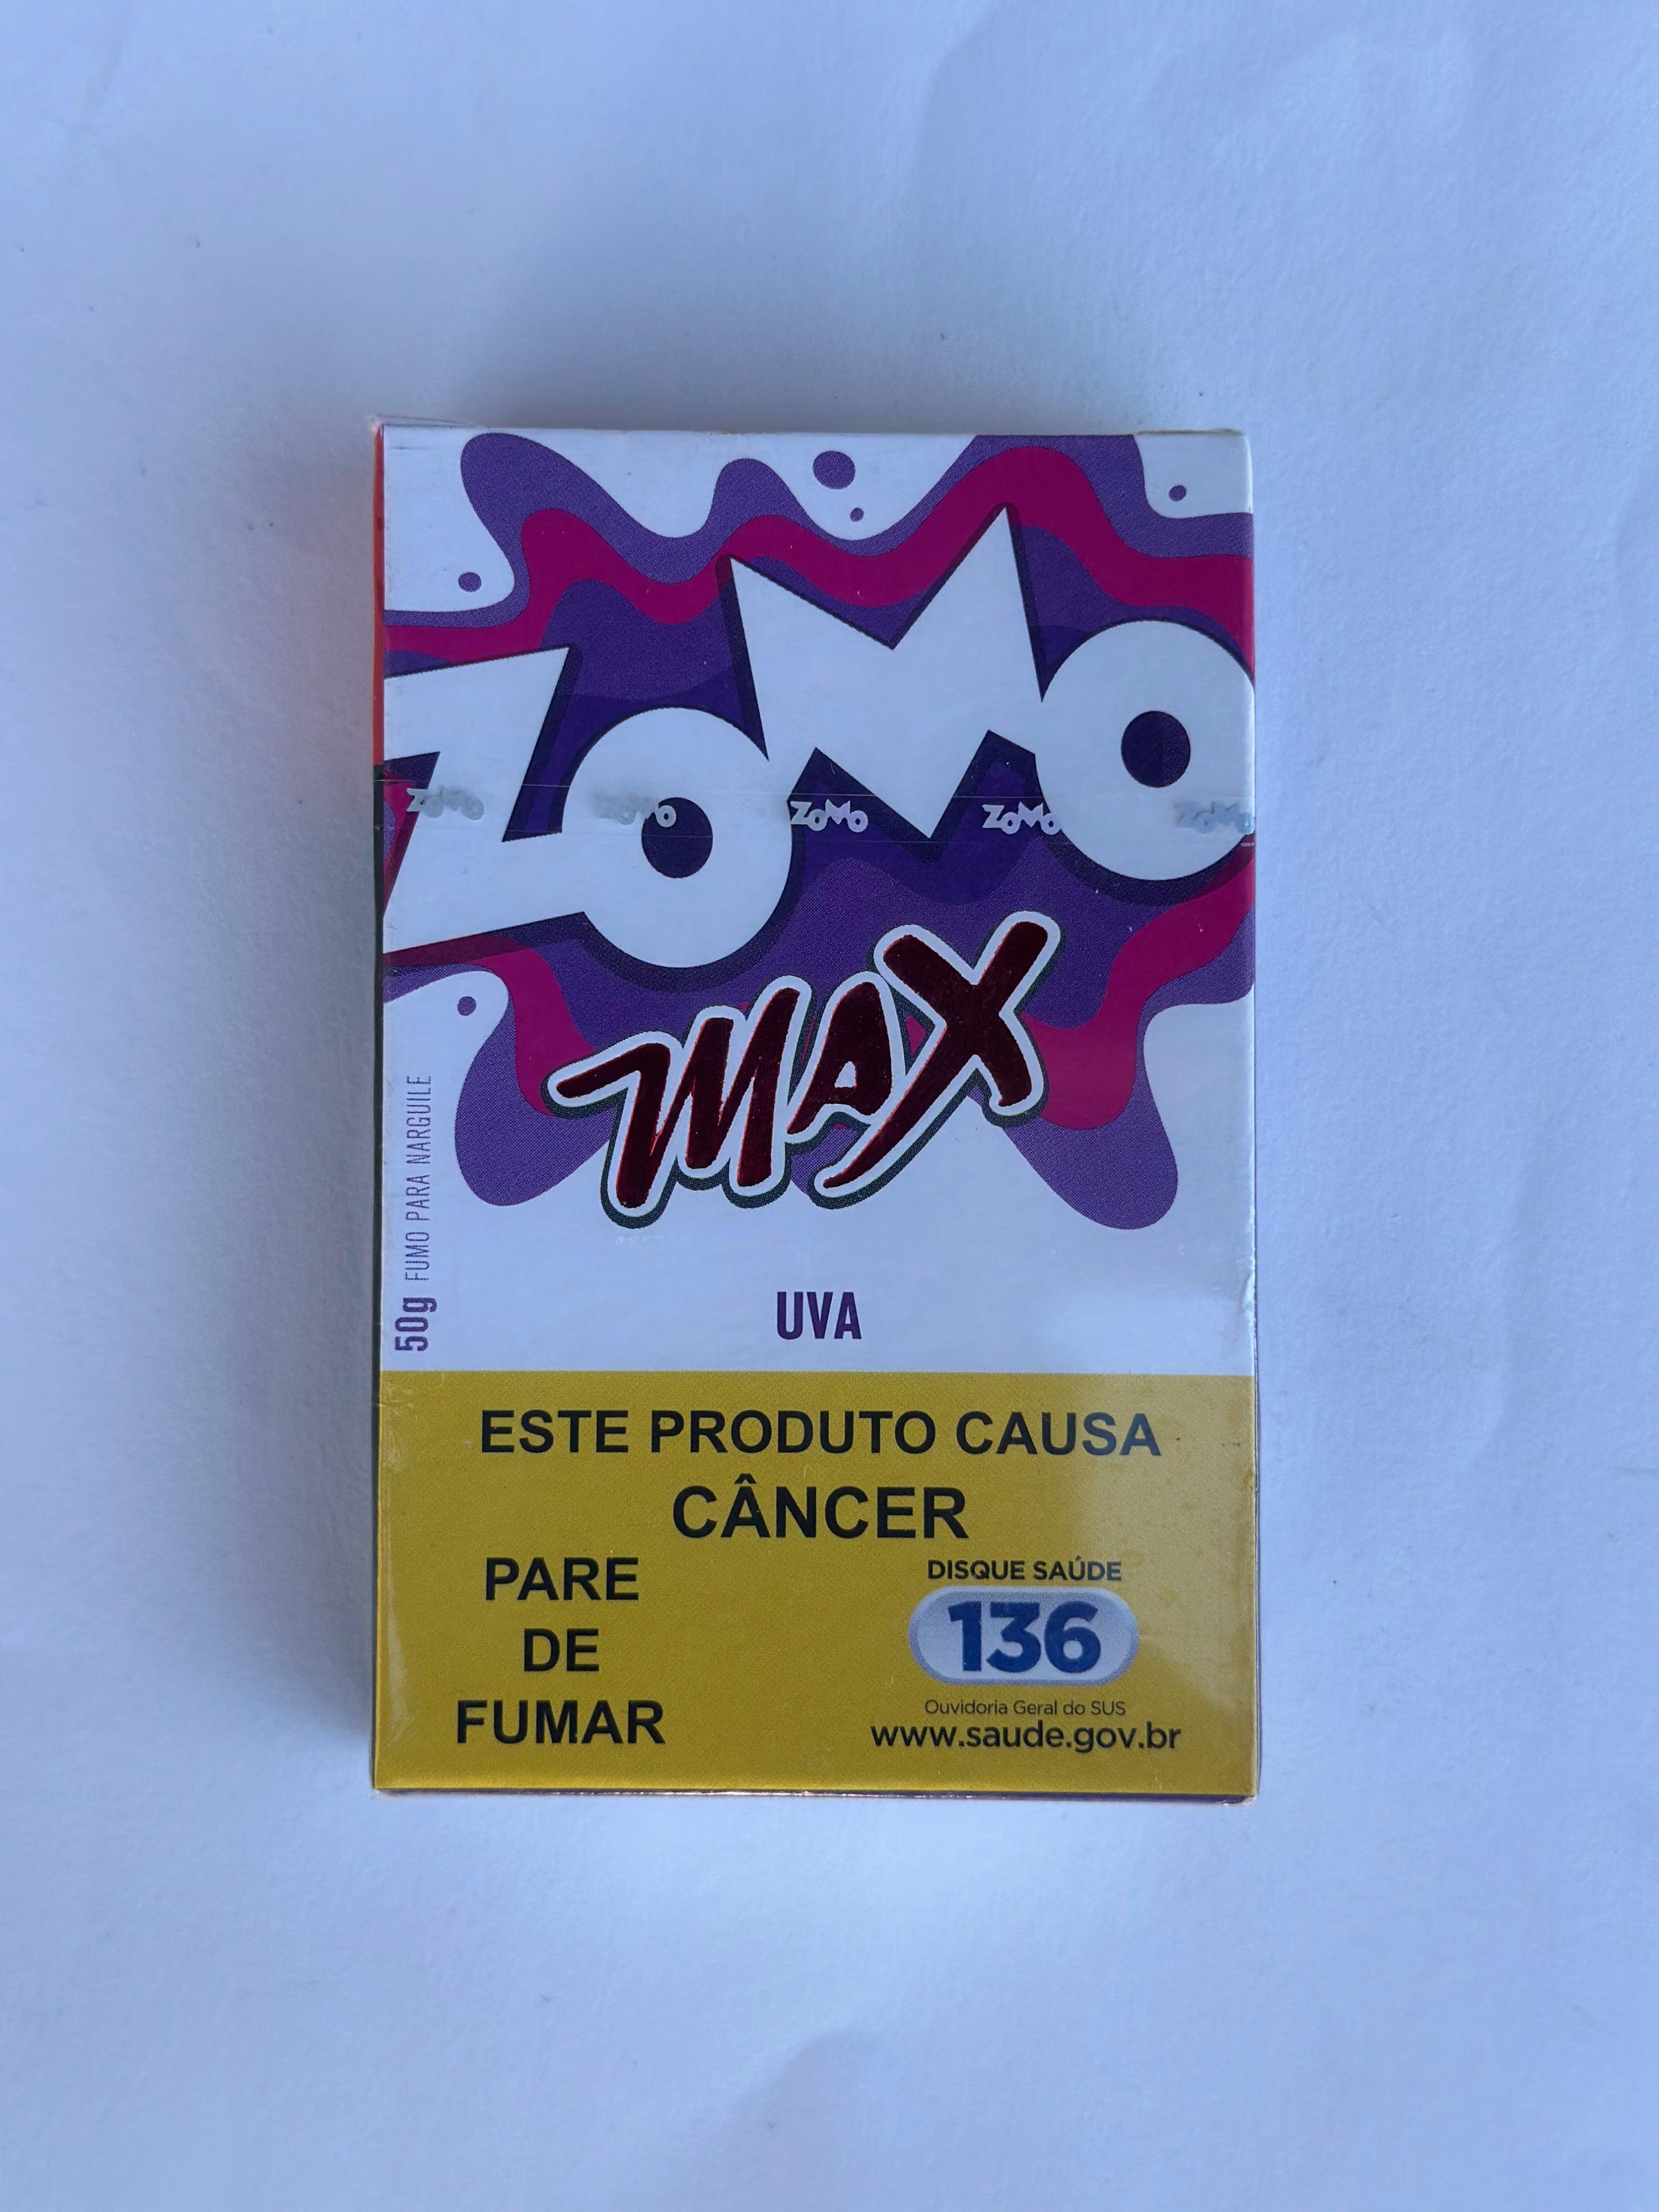 ZOMO
ZOMO ZOMO ZOMO ZOMO ZOMO
MAX
50g FUMO PARA NARGUILE
UVA
ESTE PRODUTO CAUSA
CÂNCER
PARE
DE
FUMAR
DISQUE SAÚDE
136
Ouvidoria Geral do SUS
www.saude.gov.br